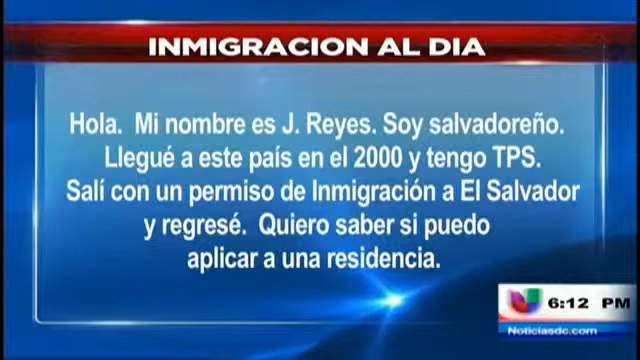 INMIGRACION AL DIA
Hola. Mi nombre es J. Reyes. Soy salvadoreño.
Llegué a este país en el 2000 y tengo TPS.
Salí con un permiso de Inmigración a El Salvador
y regresé. Quiero saber si puedo
aplicar a una residencia.
6:12 PM
Noticiasdc.com